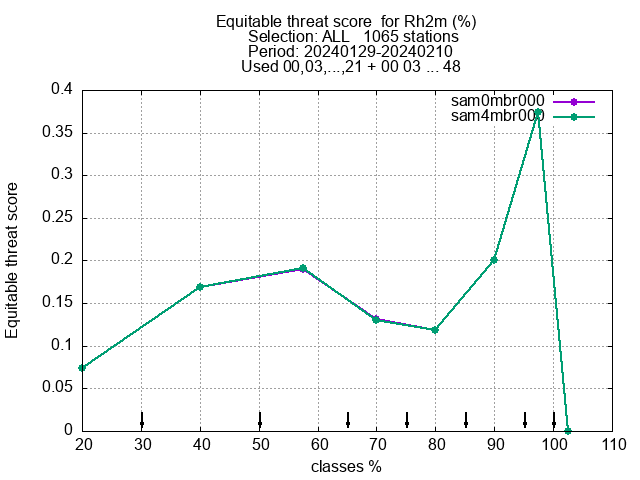 Equitable threat score  for Rh2m (%)
Selection: ALL   1065 stations
Period: 20240129-20240210
Used 00,03,...,21 + 00 03 ... 48
sam0mbr000
sam4mbr000
0.4
0.35
0.3
0.25
0.2
0.15
0.1
0.05
0
Equitable threat score
20 30 40 50 60 70 80 90 100 110
classes %